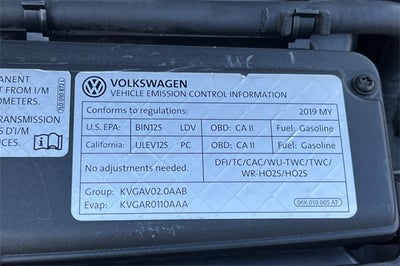 MANENT
T FROM I/M
OMETERS.
TRANSMISSION
S D'I/M
VOLKSWAGEN
VEHICLE EMISSION CONTROL INFORMATION
Conforms to regulations: 2019 MY
U.S. EPA: BIN125 LDV OBD: CA II Fuel: Gasoline
California: ULEV125 PC OBD: CA II Fuel: Gasoline
No adjustments needed. DFI/TC/CAC/WU-TWC/TWC/
WR-HO2S/HO2S
Group: KVGAV02.0AAB
Evap: KVGAR0110AAA
06K.010.005 AT